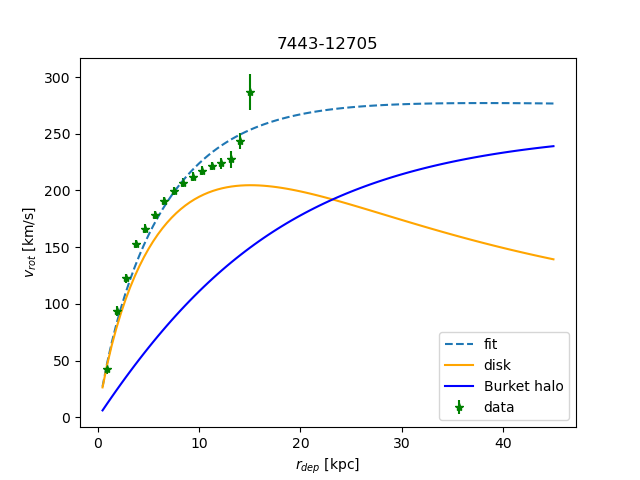 7443-12705
300
250
200
150
100
50
0
v_rot [km/s]
0 10 20 30 40
r_dep [kpc]
fit
disk
Burket halo
data